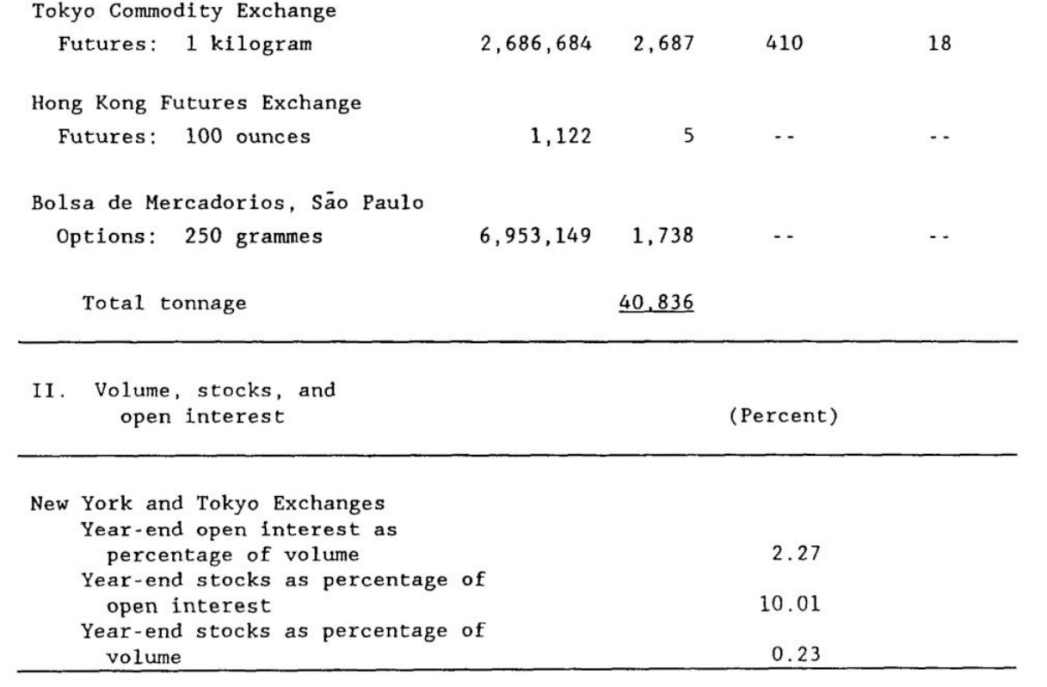 Tokyo Commodity Exchange
Futures: 1 kilogram 2,686,684 2,687 410 18
Hong Kong Futures Exchange
Futures: 100 ounces 1,122 5 -- --
Bolsa de Mercadorios, São Paulo
Options: 250 grammes 6,953,149 1,738 -- --
Total tonnage 40,836
II. Volume, stocks, and
open interest (Percent)
New York and Tokyo Exchanges
Year-end open interest as
percentage of volume 2.27
Year-end stocks as percentage of
open interest 10.01
Year-end stocks as percentage of
volume 0.23